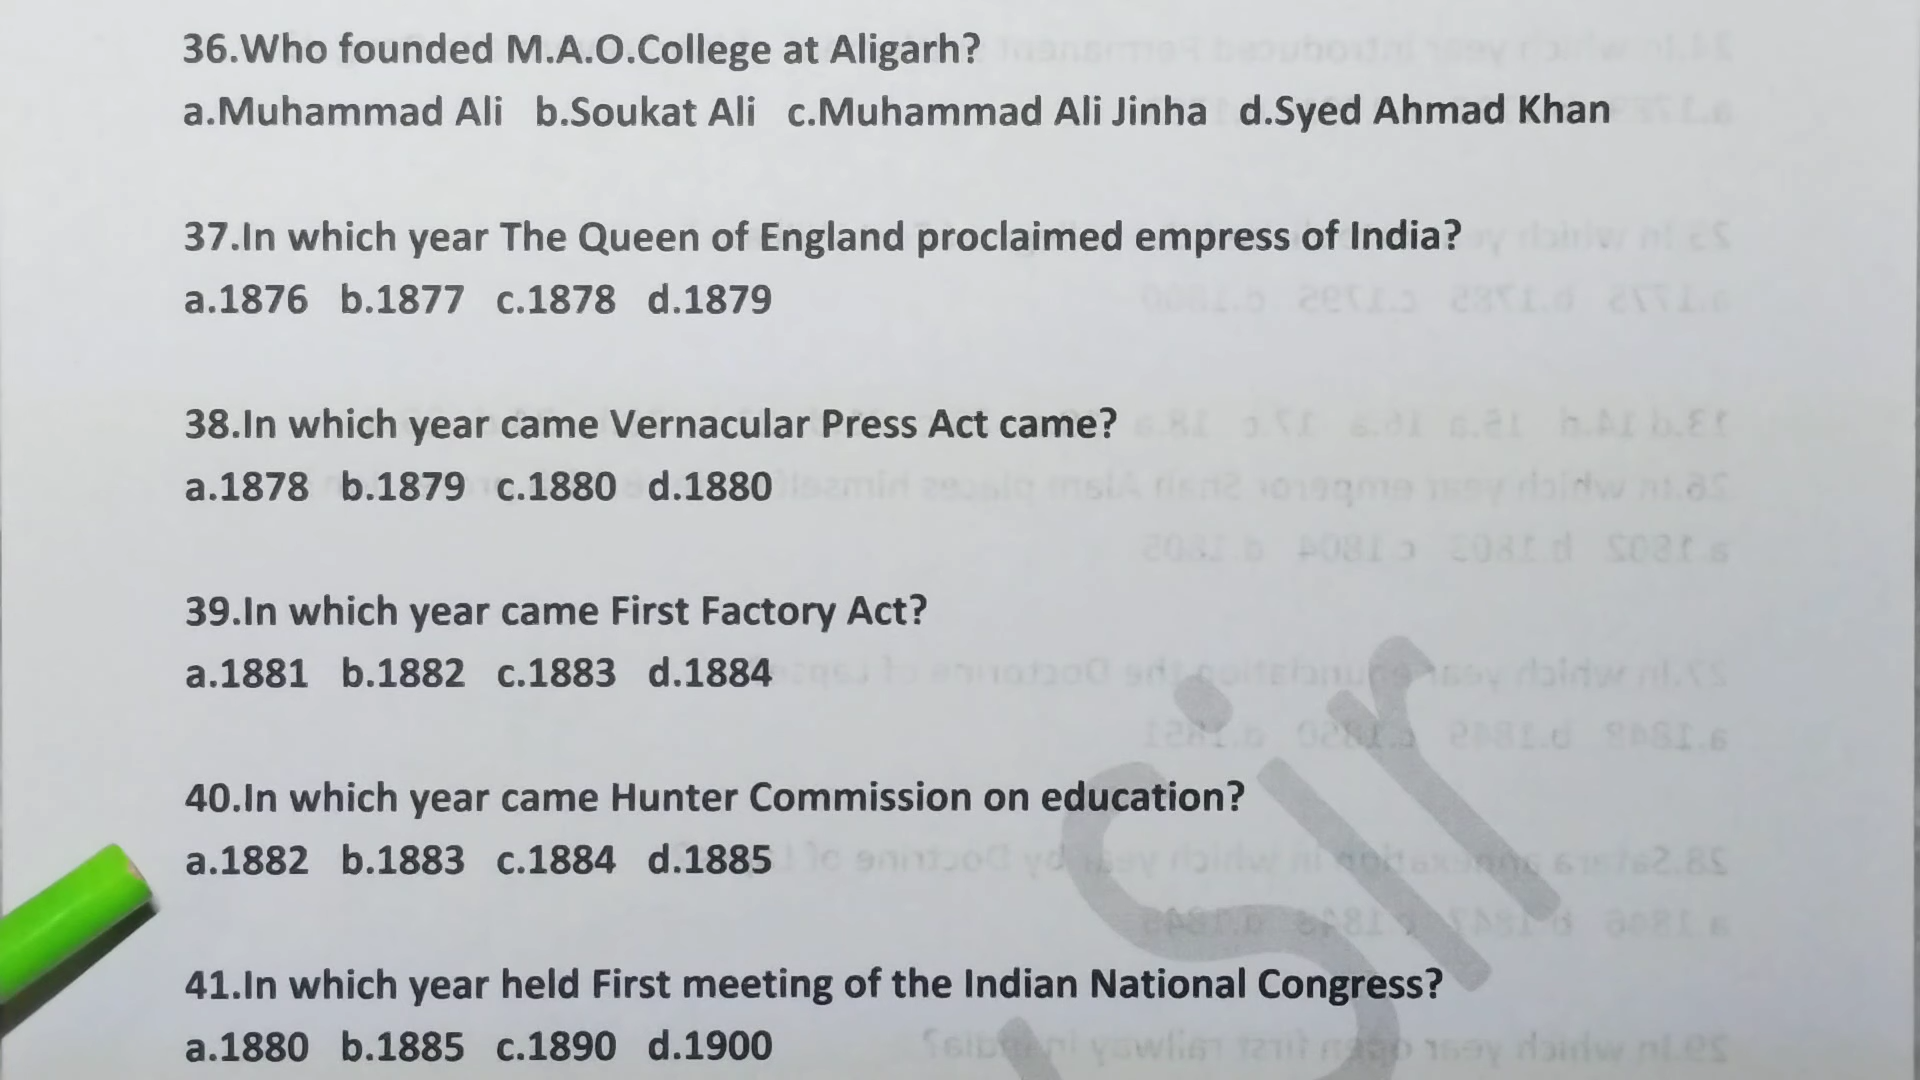 36.Who founded M.A.O.College at Aligarh?
a.Muhammad Ali b.Soukat Ali c.Muhammad Ali Jinha d.Syed Ahmad Khan
37.In which year The Queen of England proclaimed empress of India?
a.1876 b.1877 c.1878 d.1879
38.In which year came Vernacular Press Act came?
a.1878 b.1879 c.1880 d.1880
39.In which year came First Factory Act?
a.1881 b.1882 c.1883 d.1884
40.In which year came Hunter Commission on education?
a.1882 b.1883 c.1884 d.1885
41.In which year held First meeting of the Indian National Congress?
a.1880 b.1885 c.1890 d.1900
Sir